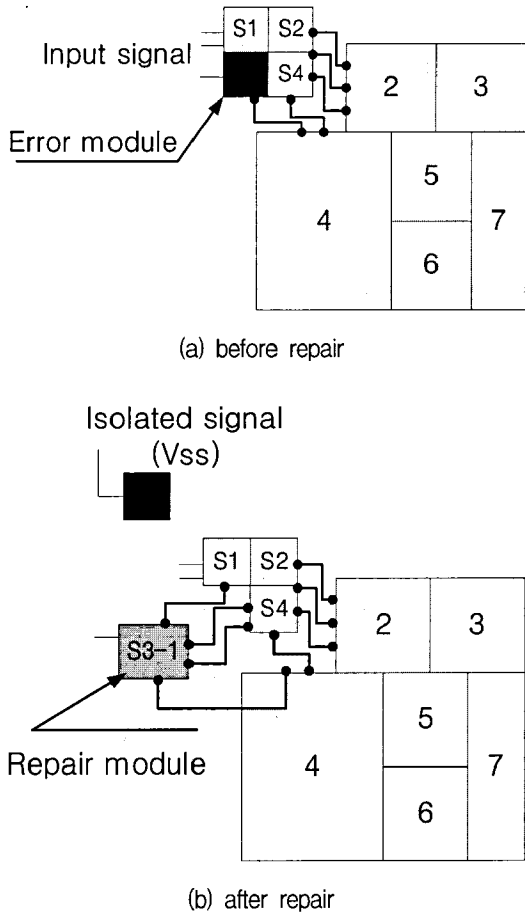 S1 S2
Input signal
S4
2 3
Error module
5
4 7
6
(a) before repair
Isolated signal
(Vss)
S1 S2
S4
2 3
S3-1
5
Repair module 4 7
6
(b) after repair